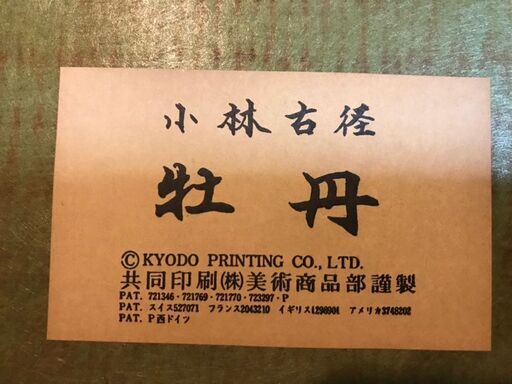 小林古径
牡丹
©KYODO PRINTING CO., LTD.
共同印刷(株)美術商品部謹製
PAT. 721346・721769・721770・723297・P
PAT. スイス527071 フランス2043210 イギリス1298901 アメリカ3748202
PAT. P西ドイツ